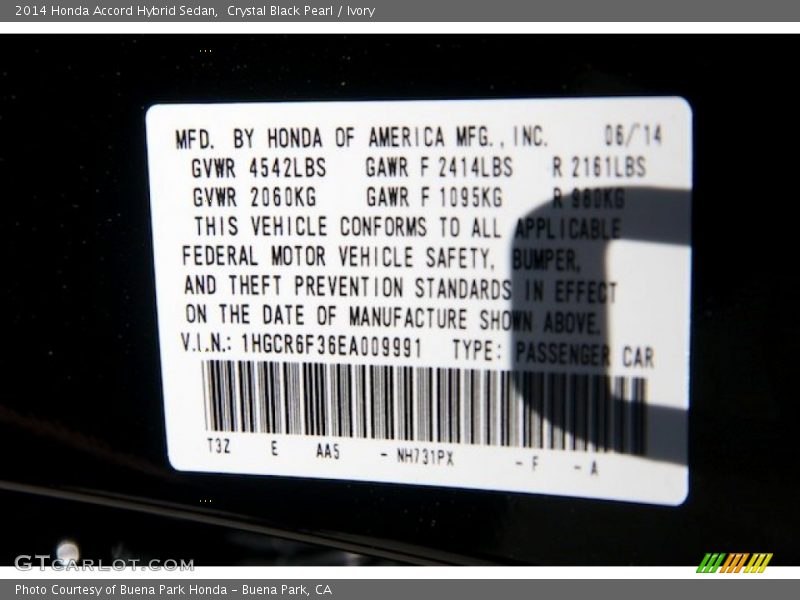 2014 Honda Accord Hybrid Sedan,  Crystal Black Pearl / Ivory
MFD. BY HONDA OF AMERICA MFG., INC. 06/'14
GVWR 4542LBS GAWR F 2414LBS R 2161LBS
GVWR 2060KG GAWR F 1095KG R 980KG
THIS VEHICLE CONFORMS TO ALL APPLICABLE
FEDERAL MOTOR VEHICLE SAFETY, BUMPER,
AND THEFT PREVENTION STANDARDS IN EFFECT
ON THE DATE OF MANUFACTURE SHOWN ABOVE.
V.I.N.: 1HGCR6F36EA009991 TYPE: PASSENGER CAR
T3Z E AA5 - NH731PX - F - A
GTCARLOT.COM
Photo Courtesy of Buena Park Honda – Buena Park, CA